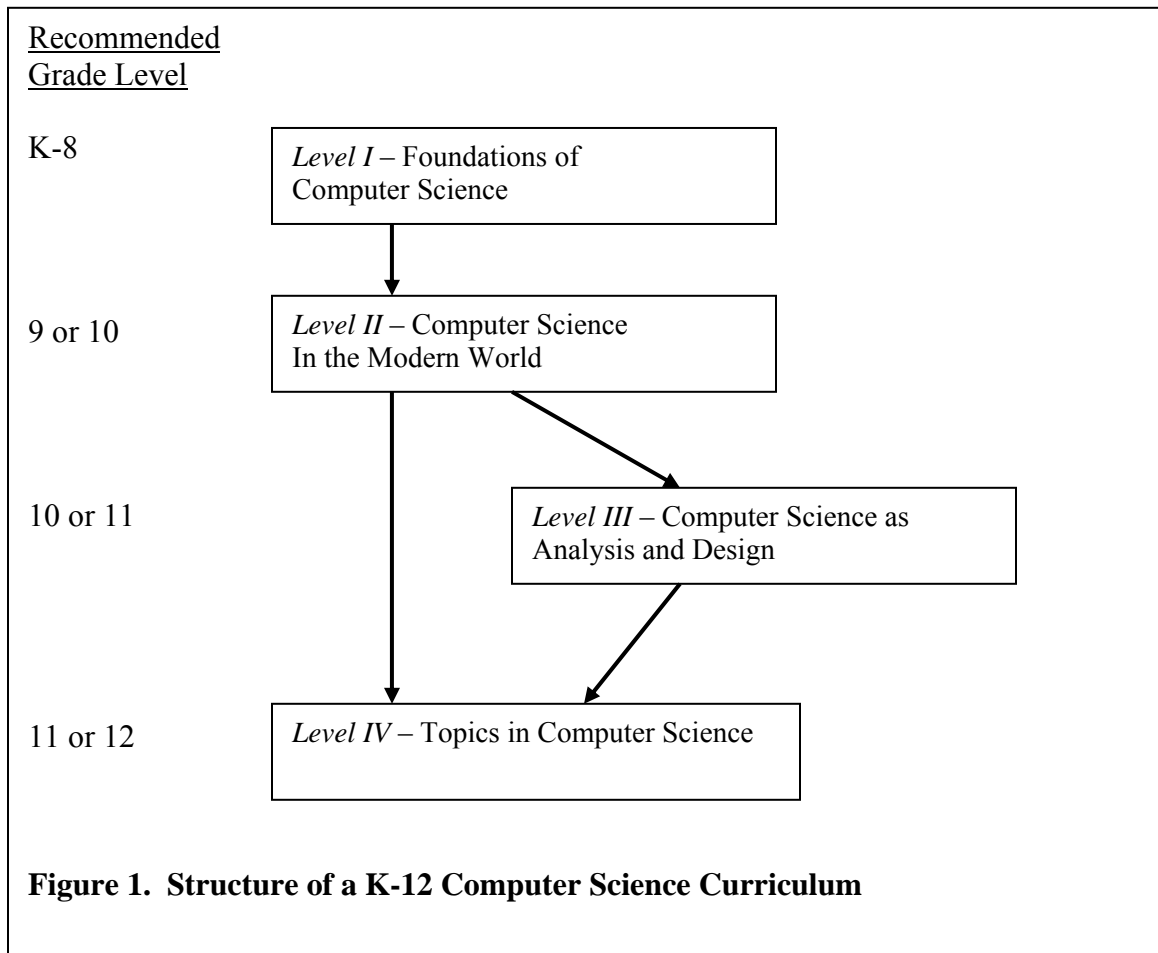 Recommended
Grade Level
K-8
Level I – Foundations of
Computer Science
9 or 10
Level II – Computer Science
In the Modern World
10 or 11
Level III – Computer Science as
Analysis and Design
11 or 12
Level IV – Topics in Computer Science
Figure 1. Structure of a K-12 Computer Science Curriculum